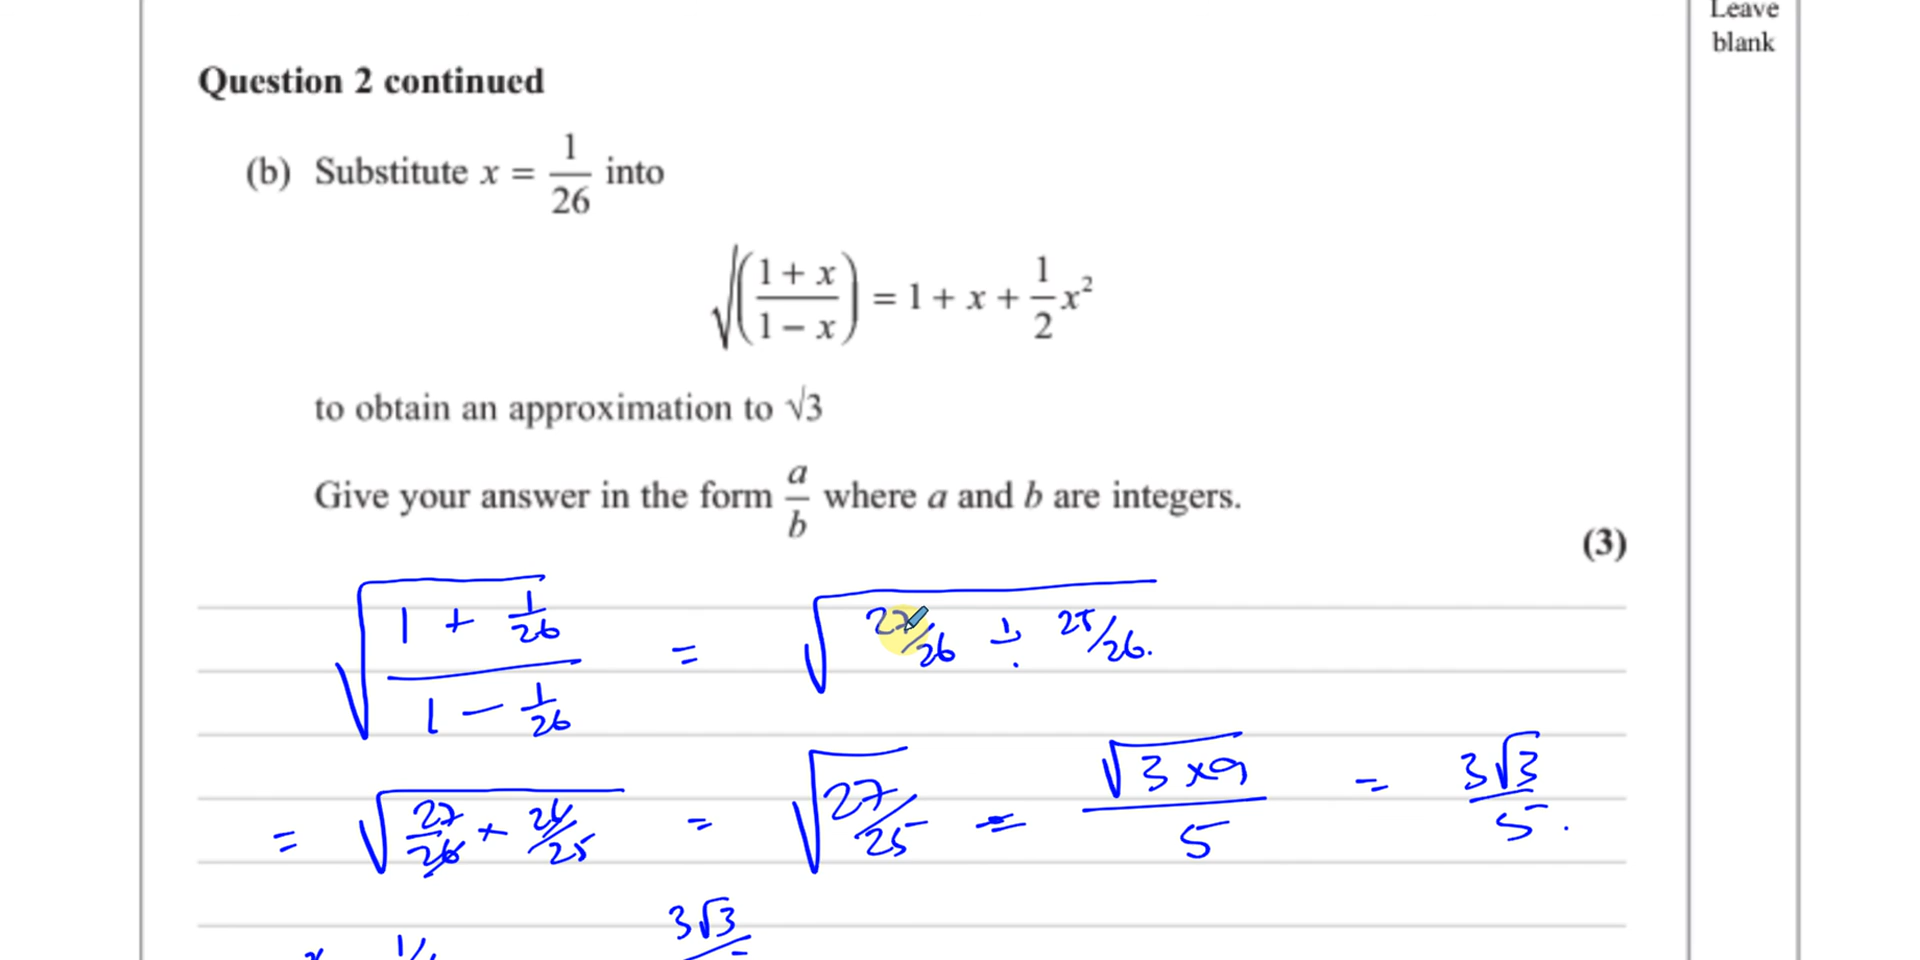 Leave
blank
Question 2 continued
(b) Substitute x = 1/26 into
√((1 + x)/(1 − x)) = 1 + x + 1/2 x²
to obtain an approximation to √3
Give your answer in the form a/b where a and b are integers.
(3)
√((1 + 1/26)/(1 − 1/26)) = √(27/26 ÷ 25/26.)
= √(27/26 × 26/25) = √(27/25) = √(3 × 9)/5 = 3√3/5.
3√3